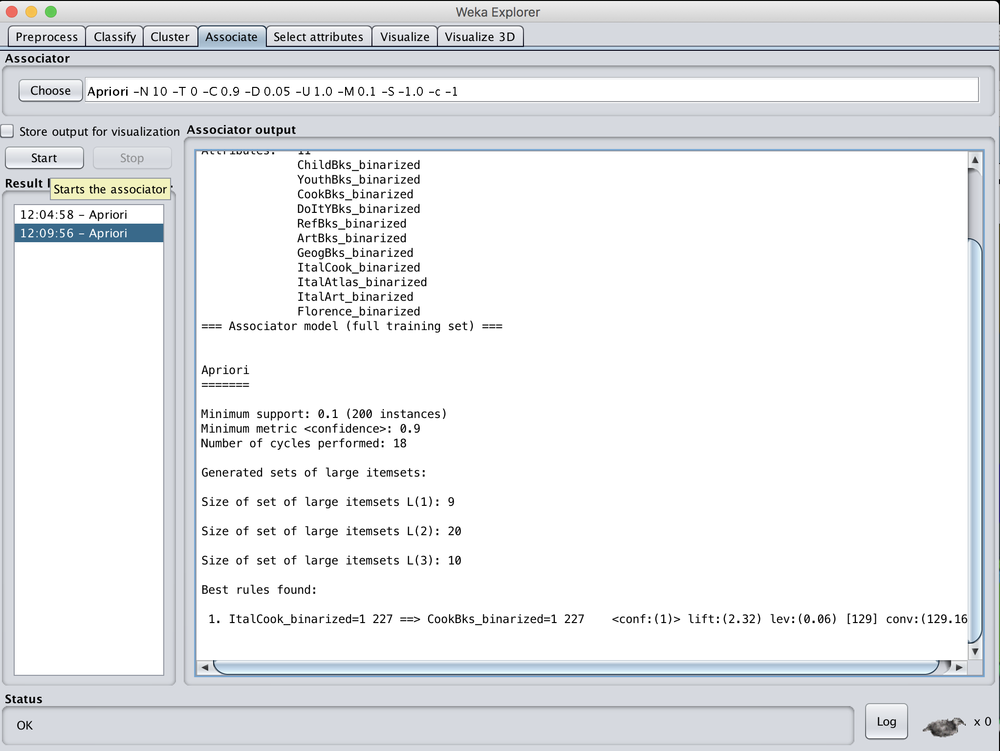 Weka Explorer
Preprocess Classify Cluster Associate Select attributes Visualize Visualize 3D
Associator
Choose Apriori -N 10 -T 0 -C 0.9 -D 0.05 -U 1.0 -M 0.1 -S -1.0 -c -1
Store output for visualization
Start Stop
Result
Starts the associator
12:04:58 – Apriori
12:09:56 – Apriori
Associator output
Attributes: 11
ChildBks_binarized
YouthBks_binarized
CookBks_binarized
DoItYBks_binarized
RefBks_binarized
ArtBks_binarized
GeogBks_binarized
ItalCook_binarized
ItalAtlas_binarized
ItalArt_binarized
Florence_binarized
=== Associator model (full training set) ===
Apriori
=======
Minimum support: 0.1 (200 instances)
Minimum metric <confidence>: 0.9
Number of cycles performed: 18
Generated sets of large itemsets:
Size of set of large itemsets L(1): 9
Size of set of large itemsets L(2): 20
Size of set of large itemsets L(3): 10
Best rules found:
1. ItalCook_binarized=1 227 ==> CookBks_binarized=1 227 <conf:(1)> lift:(2.32) lev:(0.06) [129] conv:(129.16
Status
OK
Log
x 0